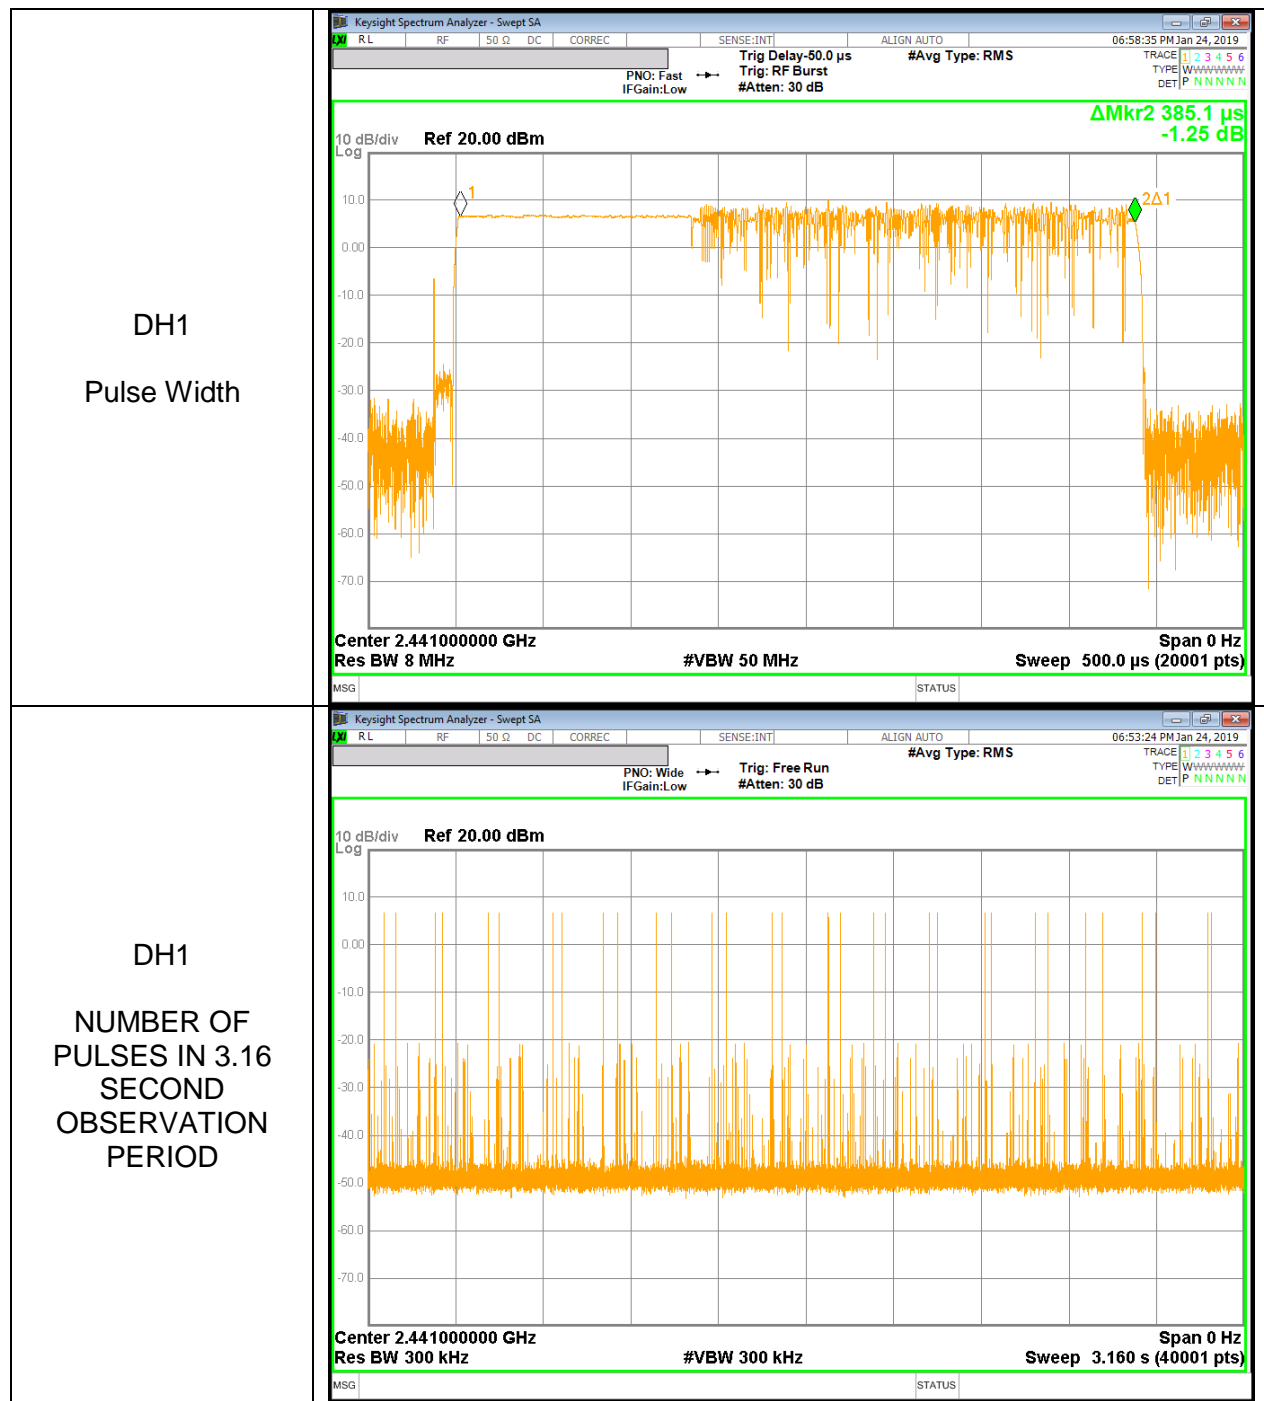 DH1
Pulse Width
Keysight Spectrum Analyzer - Swept SA
LXI RL RF 50 Ω DC CORREC SENSE:INT ALIGN AUTO 06:58:35 PM Jan 24, 2019
Trig Delay-50.0 µs #Avg Type: RMS TRACE 1 2 3 4 5 6
PNO: Fast Trig: RF Burst TYPE WWWWWW
IFGain:Low #Atten: 30 dB DET P N N N N N
ΔMkr2 385.1 µs
-1.25 dB
10 dB/div Ref 20.00 dBm
Log
1
2Δ1
10.0
0.00
-10.0
-20.0
-30.0
-40.0
-50.0
-60.0
-70.0
Center 2.441000000 GHz Span 0 Hz
Res BW 8 MHz #VBW 50 MHz Sweep 500.0 µs (20001 pts)
MSG STATUS
DH1
NUMBER OF
PULSES IN 3.16
SECOND
OBSERVATION
PERIOD
Keysight Spectrum Analyzer - Swept SA
LXI RL RF 50 Ω DC CORREC SENSE:INT ALIGN AUTO 06:53:24 PM Jan 24, 2019
#Avg Type: RMS TRACE 1 2 3 4 5 6
PNO: Wide Trig: Free Run TYPE WWWWWW
IFGain:Low #Atten: 30 dB DET P N N N N N
10 dB/div Ref 20.00 dBm
Log
10.0
0.00
-10.0
-20.0
-30.0
-40.0
-50.0
-60.0
-70.0
Center 2.441000000 GHz Span 0 Hz
Res BW 300 kHz #VBW 300 kHz Sweep 3.160 s (40001 pts)
MSG STATUS